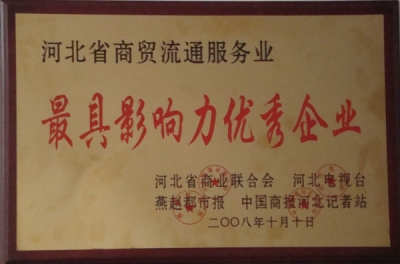 河北省商贸流通服务业
最具影响力优秀企业
河北省商业联合会 河北电视台
燕赵都市报 中国商报河北记者站
二〇〇八年十月十日